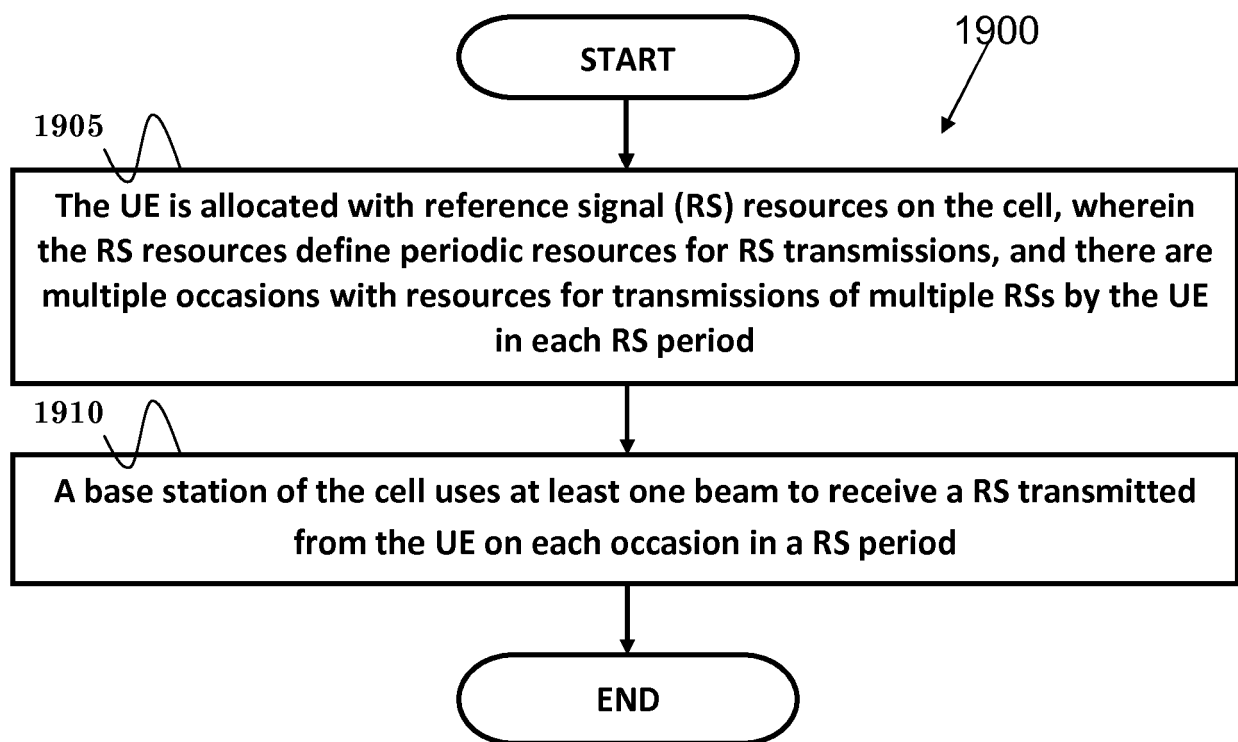 START
1900
1905
The UE is allocated with reference signal (RS) resources on the cell, wherein
the RS resources define periodic resources for RS transmissions, and there are
multiple occasions with resources for transmissions of multiple RSs by the UE
in each RS period
1910
A base station of the cell uses at least one beam to receive a RS transmitted
from the UE on each occasion in a RS period
END